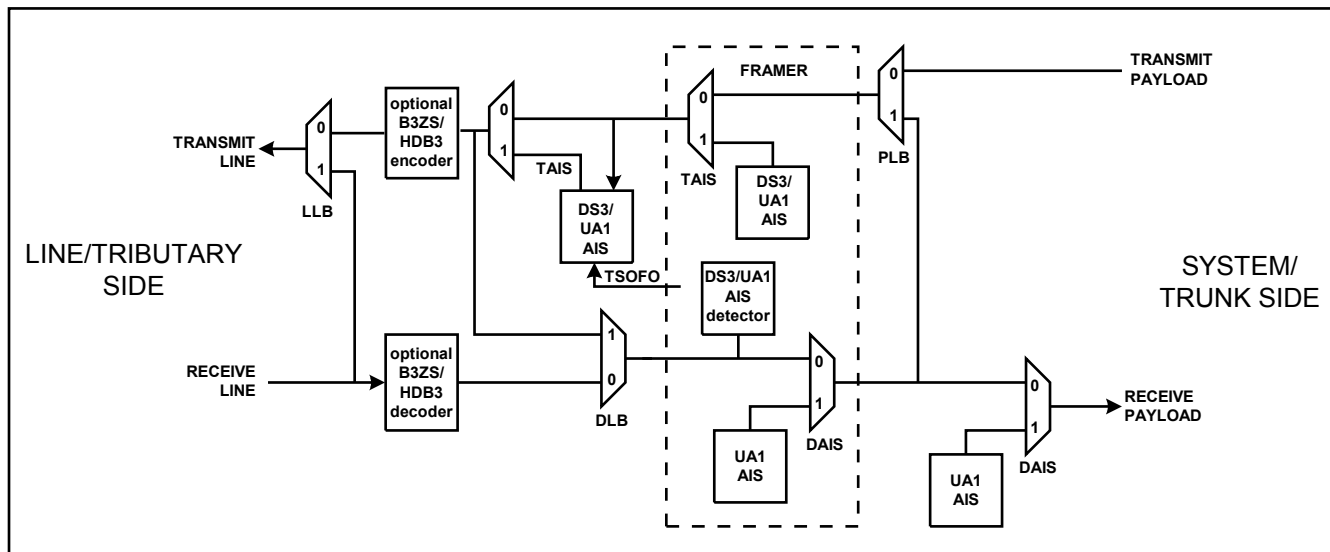 TRANSMIT
PAYLOAD
FRAMER
0
1
PLB
0
1
TAIS
DS3/
UA1
AIS
0
1
TAIS
DS3/
UA1
AIS
TSOFO
optional
B3ZS/
HDB3
encoder
0
1
LLB
TRANSMIT
LINE
LINE/TRIBUTARY
SIDE
SYSTEM/
TRUNK SIDE
RECEIVE
LINE
optional
B3ZS/
HDB3
decoder
1
0
DLB
DS3/UA1
AIS
detector
0
1
DAIS
UA1
AIS
0
1
DAIS
UA1
AIS
RECEIVE
PAYLOAD